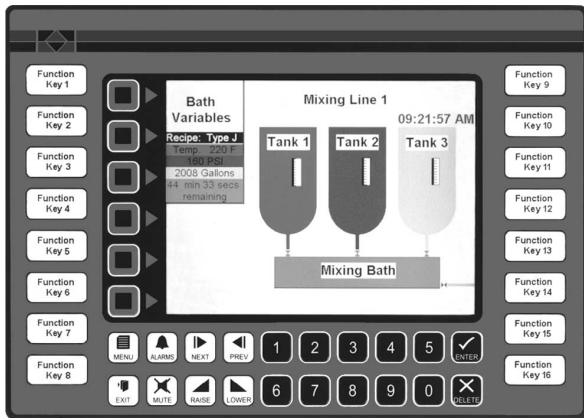 Function Key 1
Function Key 2
Function Key 3
Function Key 4
Function Key 5
Function Key 6
Function Key 7
Function Key 8
Bath
Variables
Recipe: Type J
Temp. 220 F
160 PSI
2008 Gallons
44 min 33 secs
remaining
Mixing Line 1
09:21:57 AM
Tank 1
Tank 2
Tank 3
Mixing Bath
MENU
ALARMS
NEXT
PREV
1
2
3
4
5
ENTER
EXIT
MUTE
RAISE
LOWER
6
7
8
9
0
DELETE
Function Key 9
Function Key 10
Function Key 11
Function Key 12
Function Key 13
Function Key 14
Function Key 15
Function Key 16